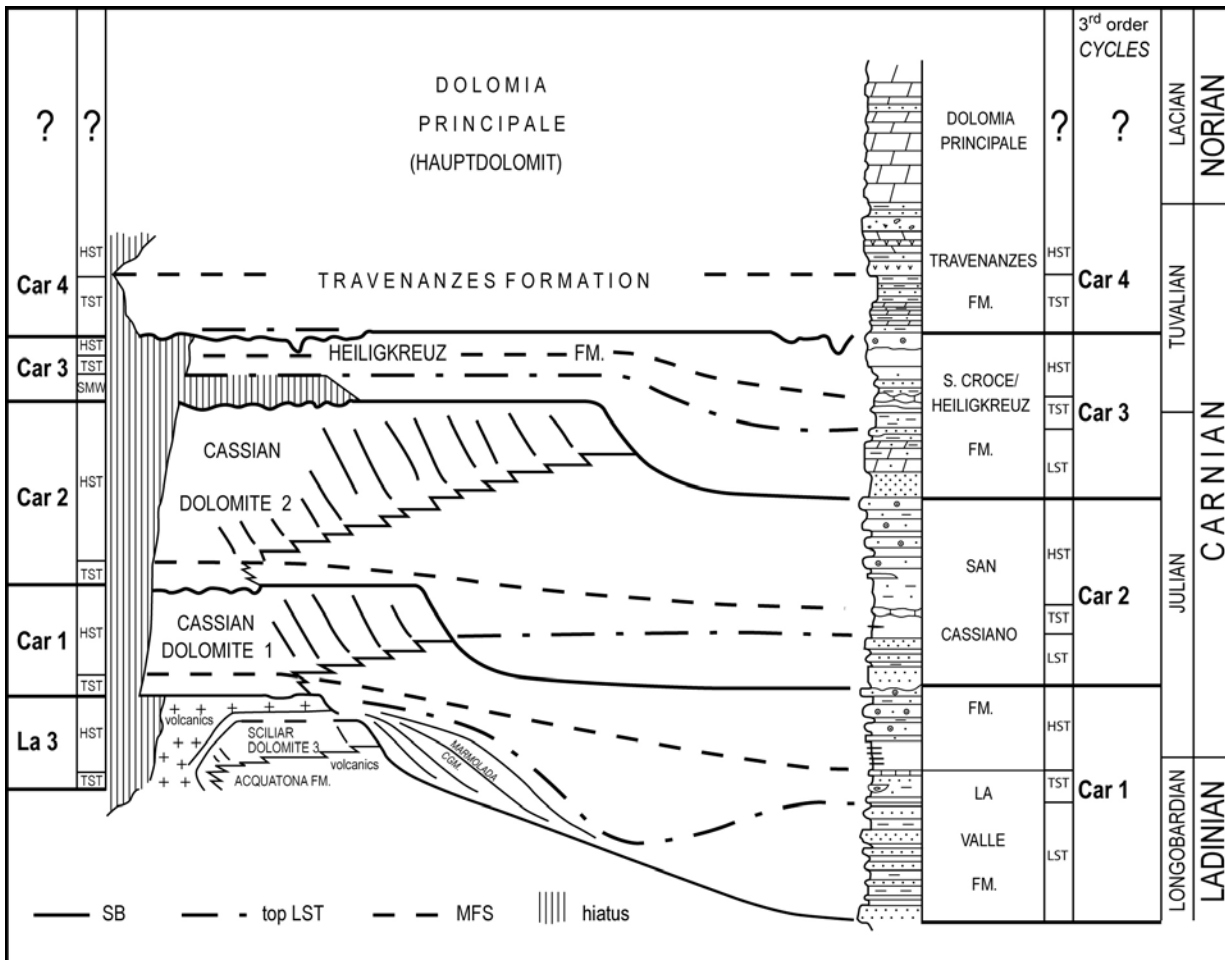 3rd order
CYCLES
?
?
DOLOMIA
PRINCIPALE
(HAUPTDOLOMIT)
DOLOMIA
PRINCIPALE
?
?
LACIAN
NORIAN
Car 4
HST
TST
TRAVENANZES FORMATION
TRAVENANZES
FM.
HST
TST
Car 4
TUVALIAN
Car 3
HST
TST
SMW
HEILIGKREUZ FM.
S. CROCE/
HEILIGKREUZ
FM.
HST
TST
LST
Car 3
CARNIAN
Car 2
HST
TST
CASSIAN
DOLOMITE 2
SAN
CASSIANO
HST
TST
LST
Car 2
JULIAN
Car 1
HST
TST
CASSIAN
DOLOMITE 1
FM.
HST
La 3
HST
TST
volcanics
SCILIAR
DOLOMITE 3
volcanics
ACQUATONA FM.
MARMOLADA
CGM.
LA
VALLE
FM.
TST
LST
Car 1
LONGOBARDIAN
LADINIAN
SB
top LST
MFS
hiatus